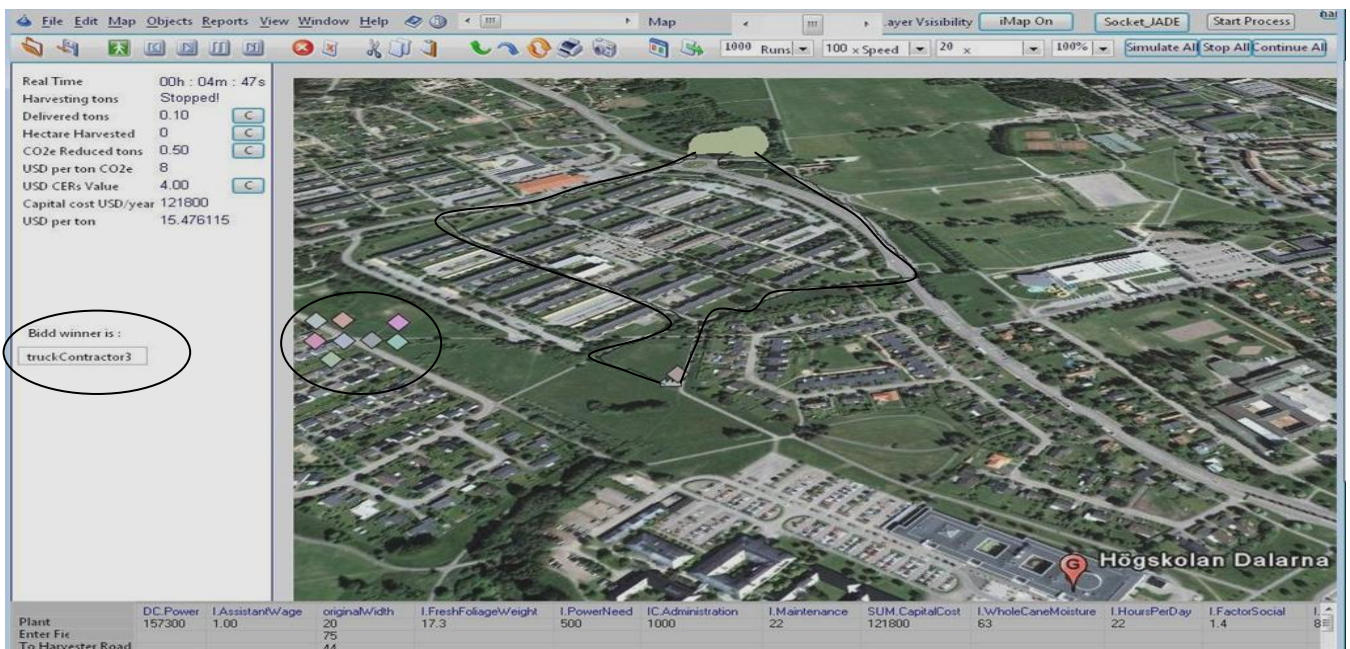 File Edit Map Objects Reports View Window Help Map ayer Vsisibility iMap On Socket_JADE Start Process
1000 Runs 100 x Speed 20 x 100% Simulate All Stop All Continue All
Real Time 00h : 04m : 47s
Harvesting tons Stopped!
Delivered tons 0.10 C
Hectare Harvested 0 C
CO2e Reduced tons 0.50 C
USD per ton CO2e 8
USD CERs Value 4.00 C
Capital cost USD/year 121800
USD per ton 15.476115
Bidd winner is :
truckContractor3
G Högskolan Dalarna
DC.Power I.AssistantWage originalWidth I.FreshFoliageWeight I.PowerNeed IC.Administration I.Maintenance SUM.CapitalCost I.WholeCaneMoisture I.HoursPerDay I.FactorSocial I.
Plant 157300 1.00 20 17.3 500 1000 22 121800 63 22 1.4 8
Enter Fie 75
To Harvester Road 44